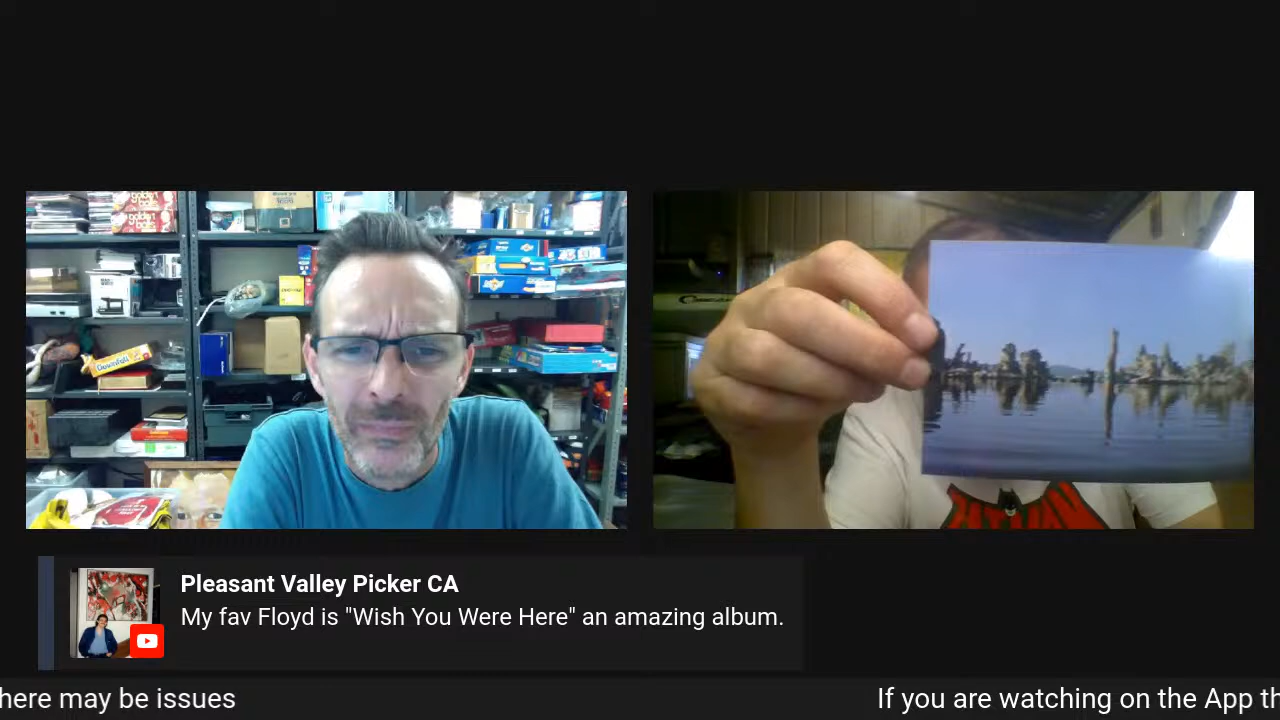 Pleasant Valley Picker CA
My fav Floyd is "Wish You Were Here" an amazing album.
here may be issues
If you are watching on the App th